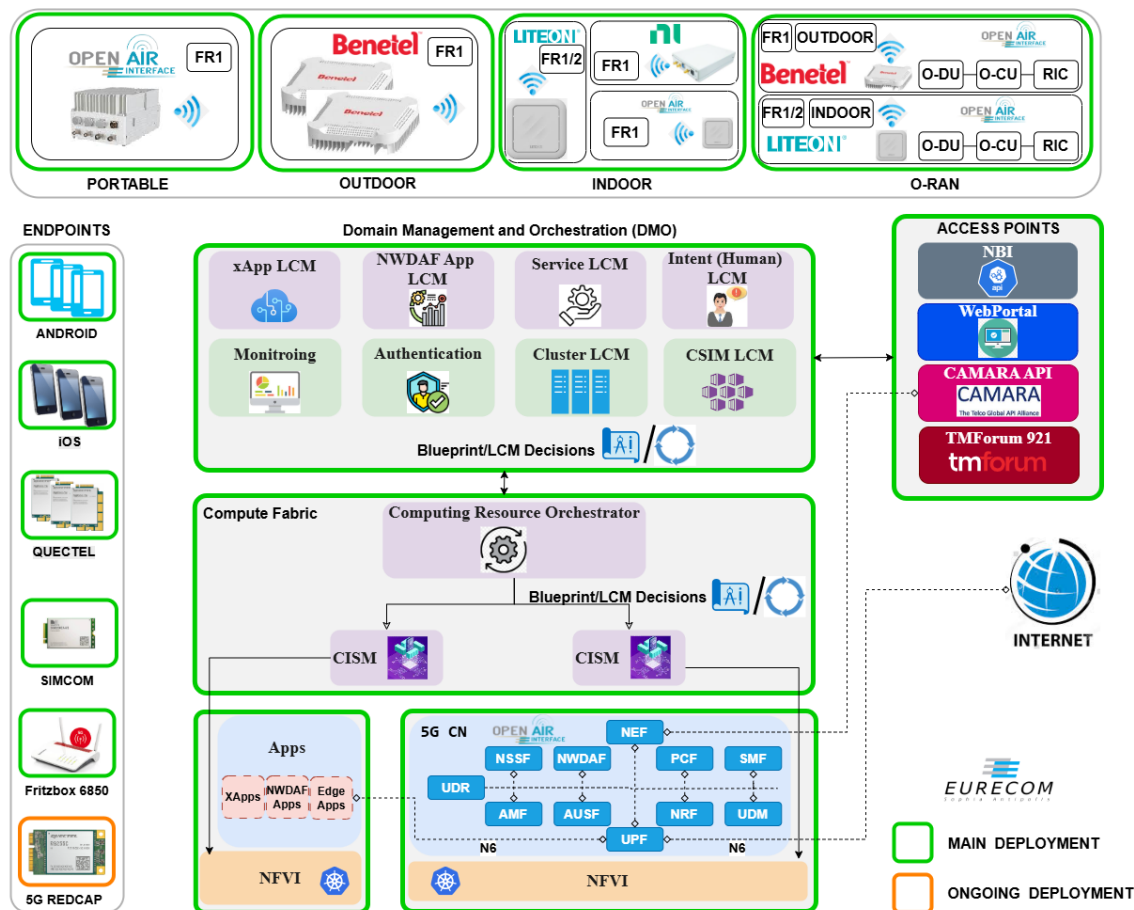 OPEN AIR
INTERFACE
FR1
PORTABLE
Benetel
FR1
Benetel
Benetel
OUTDOOR
LITEON
FR1/2
ni
FR1
OPEN AIR
INTERFACE
FR1
INDOOR
FR1
OUTDOOR
OPEN AIR
INTERFACE
Benetel
O-DU
O-CU
RIC
FR1/2
INDOOR
OPEN AIR
INTERFACE
LITEON
O-DU
O-CU
RIC
O-RAN
ENDPOINTS
ANDROID
iOS
QUECTEL
SIMCOM
Fritzbox 6850
5G REDCAP
Domain Management and Orchestration (DMO)
xApp LCM
NWDAF App
LCM
Service LCM
Intent (Human)
LCM
Monitroing
Authentication
Cluster LCM
CSIM LCM
Blueprint/LCM Decisions
ACCESS POINTS
NBI
api
WebPortal
CAMARA API
CAMARA
The Telco Global API Alliance
TMForum 921
tmforum
Compute Fabric
Computing Resource Orchestrator
Blueprint/LCM Decisions
CISM
CISM
INTERNET
Apps
XApps
NWDAF
Apps
Edge
Apps
NFVI
5G CN
OPEN AIR
INTERFACE
NEF
NSSF
NWDAF
PCF
SMF
UDR
AMF
AUSF
NRF
UDM
UPF
N6
N6
NFVI
EURECOM
Sophia Antipolis
MAIN DEPLOYMENT
ONGOING DEPLOYMENT